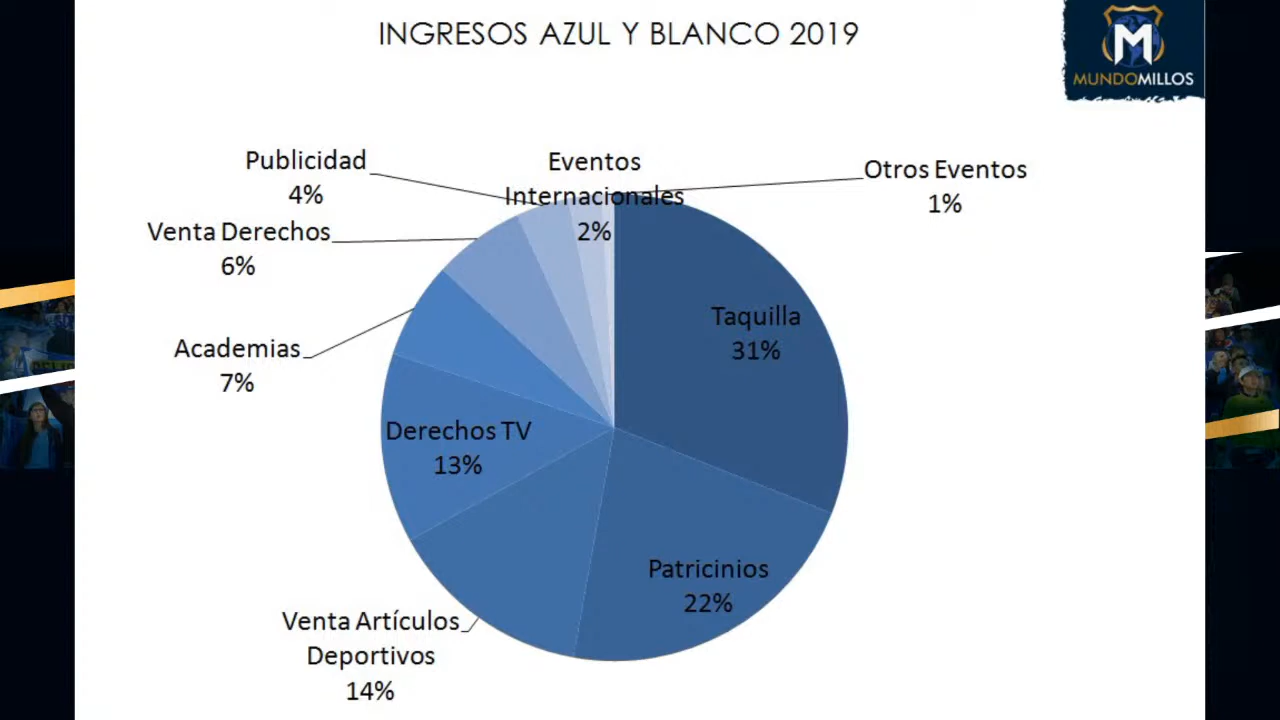 INGRESOS AZUL Y BLANCO 2019
M
MUNDOMILLOS
Publicidad
4%
Eventos
Internacionales
2%
Otros Eventos
1%
Venta Derechos
6%
Taquilla
31%
Academias
7%
Derechos TV
13%
Patricinios
22%
Venta Artículos
Deportivos
14%